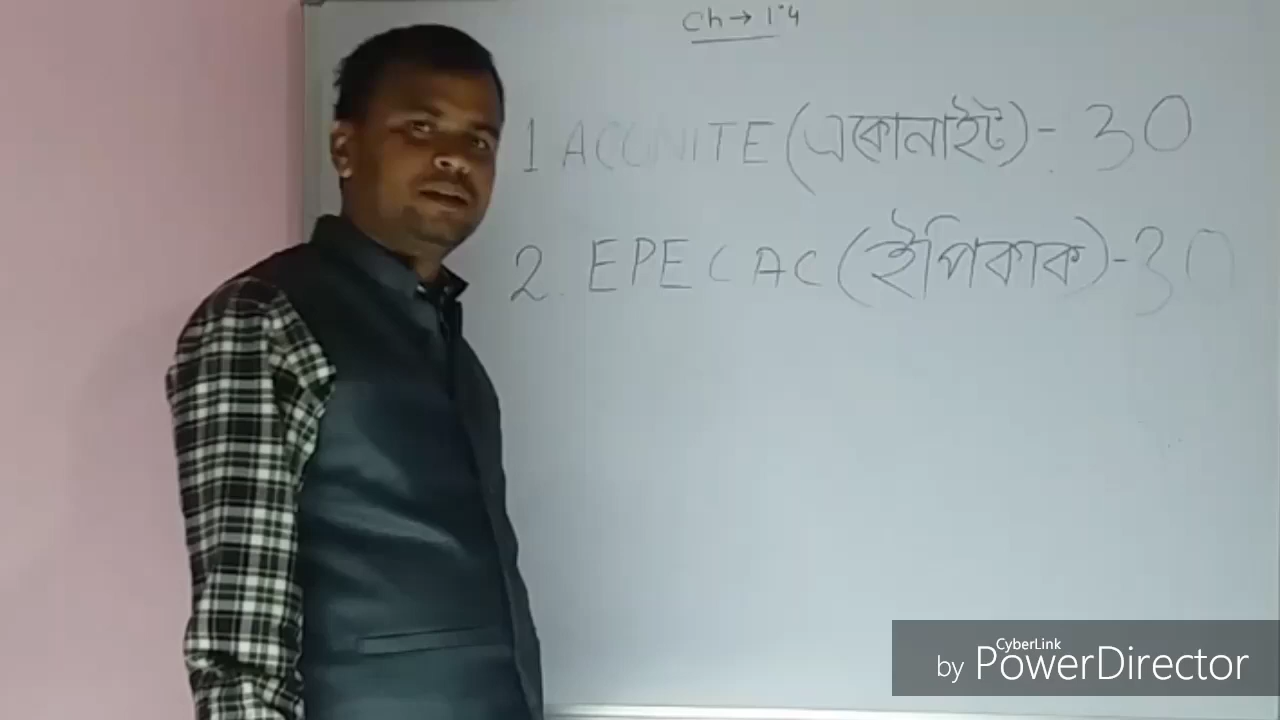 Ch → 1.4
1 ACONITE (একোনাইট) - 30
2. EPECAC (ইপিকাক) - 30
CyberLink
by PowerDirector